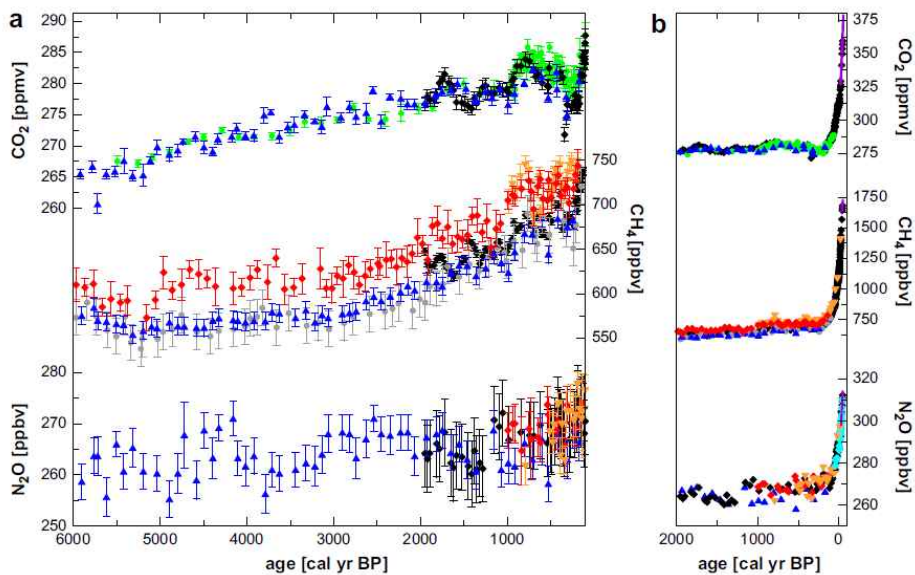 a
290
285
280
275
270
265
260
CO2 [ppmv]
750
700
650
600
550
CH4 [ppbv]
280
270
260
250
N2O [ppbv]
6000 5000 4000 3000 2000 1000
age [cal yr BP]
b
375
350
325
300
275
CO2 [ppmv]
1750
1500
1250
1000
750
CH4 [ppbv]
320
300
280
260
N2O [ppbv]
2000 1000 0
age [cal yr BP]